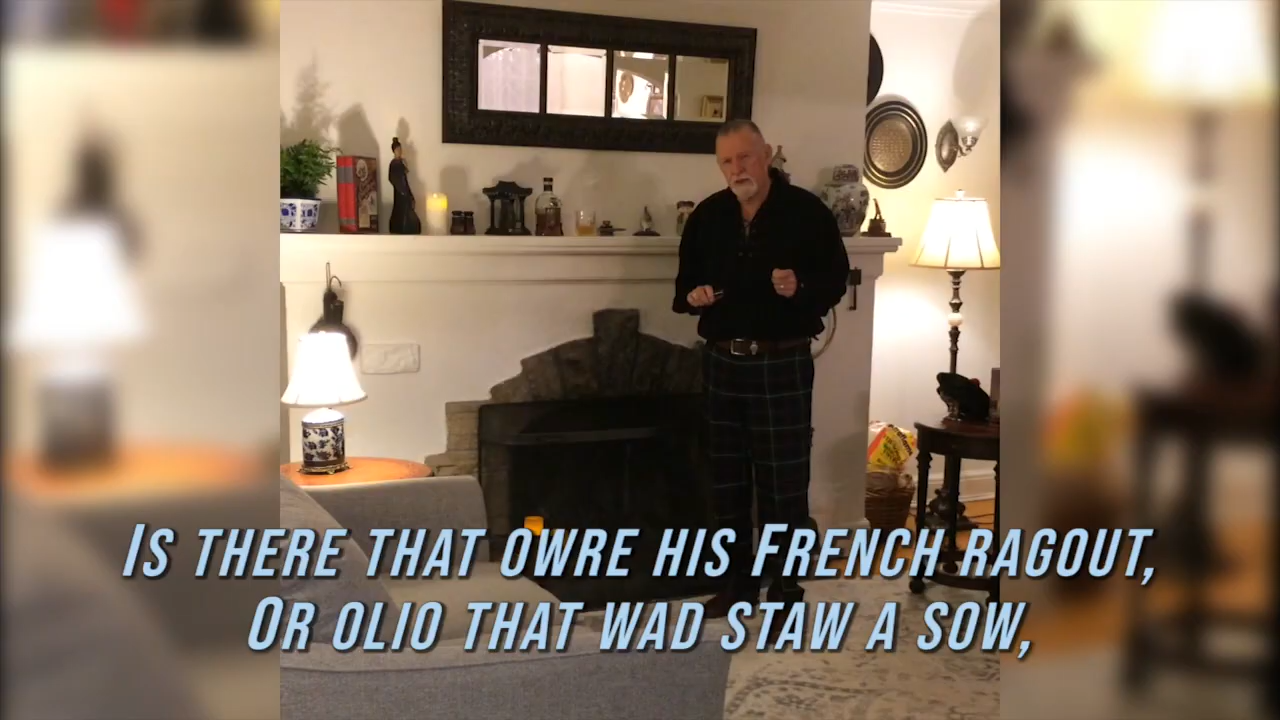 Is there that owre his French ragout,
Or olio that wad staw a sow,